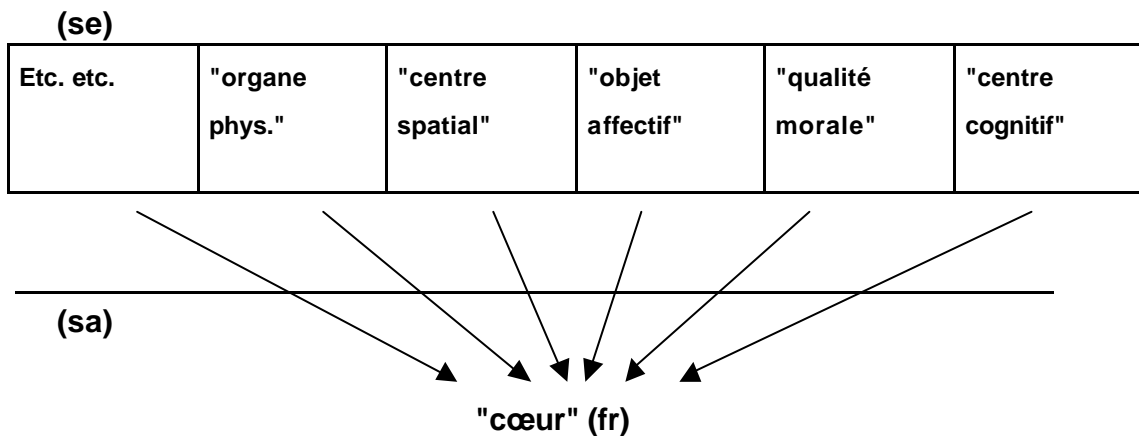 (se)
Etc. etc. "organe "centre "objet "qualité "centre
phys." spatial" affectif" morale" cognitif"
(sa)
"cœur" (fr)